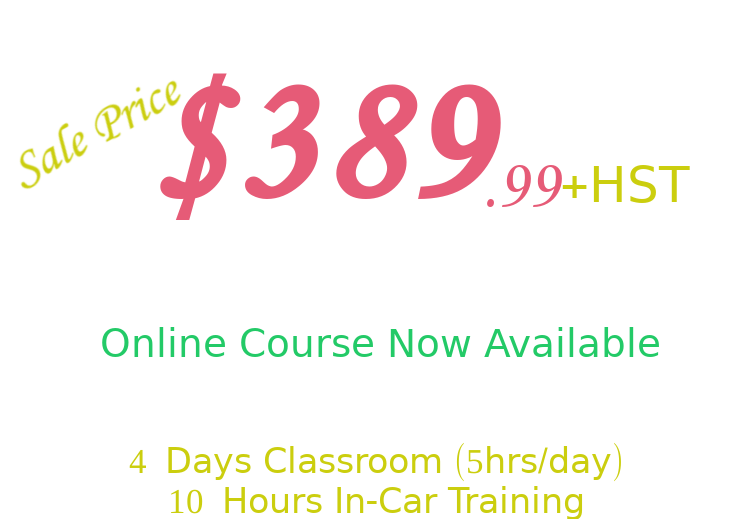 Sale Price
$389.99+HST
Online Course Now Available
4 Days Classroom (5hrs/day)
10 Hours In-Car Training